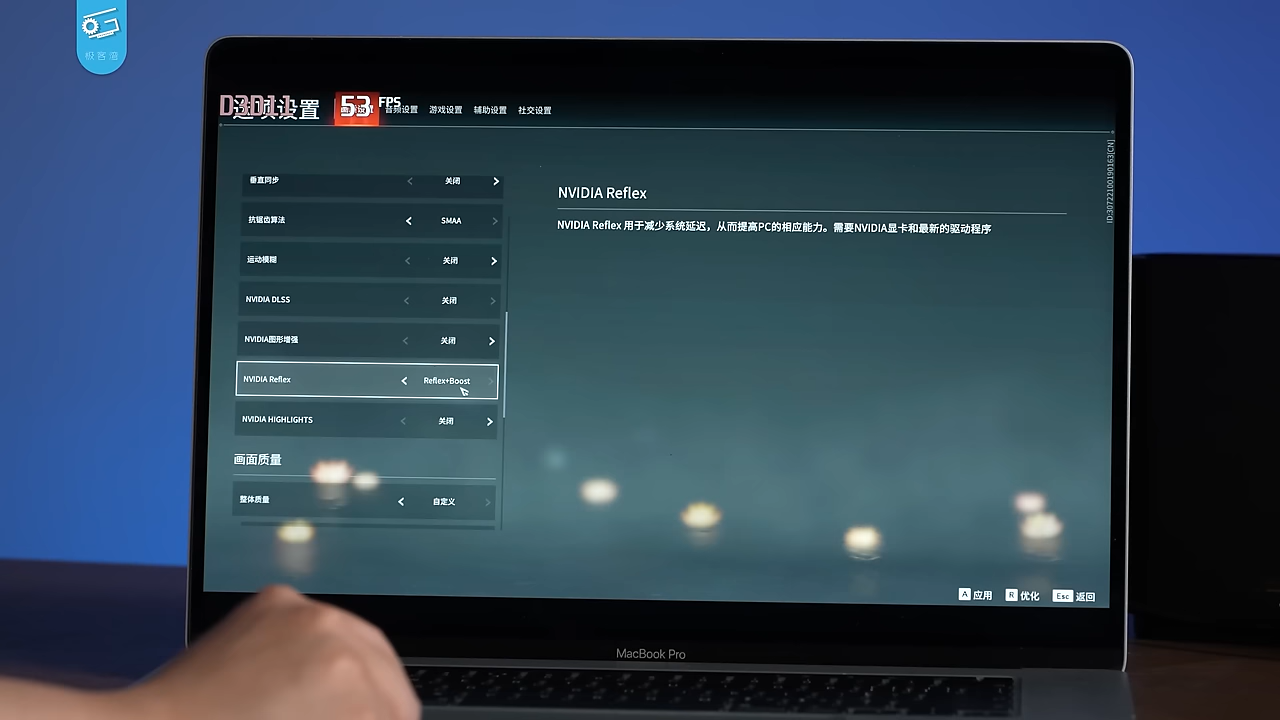 极客湾
D3D11 53 FPS
选项设置 音频设置 游戏设置 辅助设置 社交设置
垂直同步 关闭
抗锯齿算法 SMAA
运动模糊 关闭
NVIDIA DLSS 关闭
NVIDIA图形增强 关闭
NVIDIA Reflex Reflex+Boost
NVIDIA HIGHLIGHTS 关闭
画面质量
整体质量 自定义
NVIDIA Reflex
NVIDIA Reflex 用于减少系统延迟，从而提高PC的相应能力。需要NVIDIA显卡和最新的驱动程序
A 应用 R 优化 Esc 返回
MacBook Pro